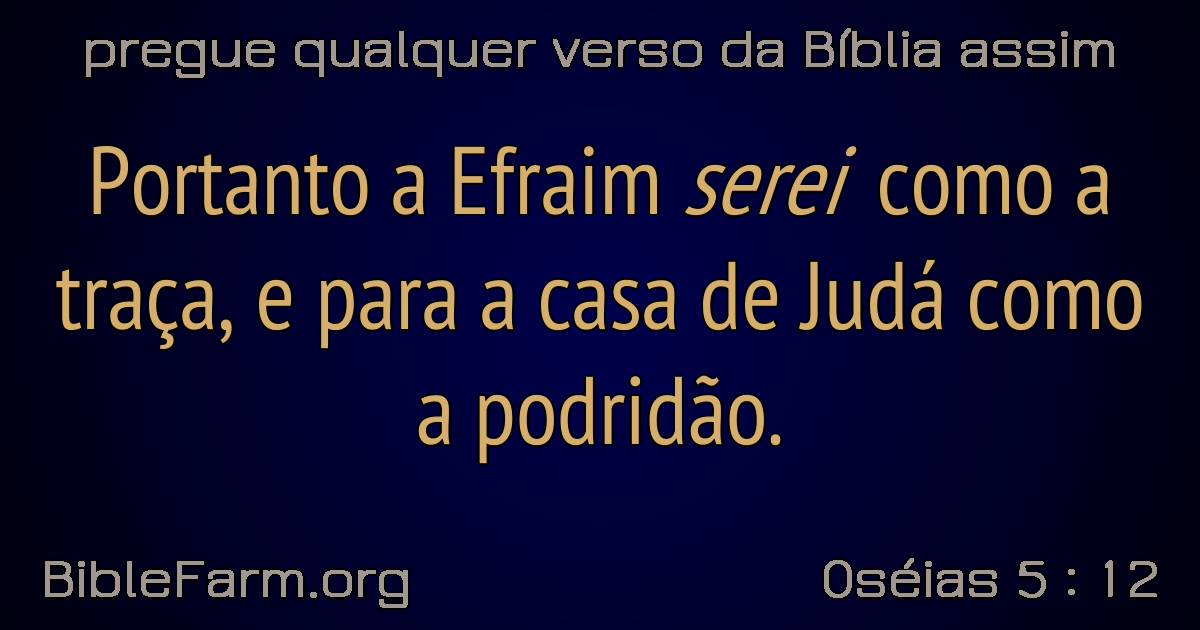 pregue qualquer verso da Bíblia assim
Portanto a Efraim serei como a
traça, e para a casa de Judá como
a podridão.
BibleFarm.org
Oséias 5 : 12